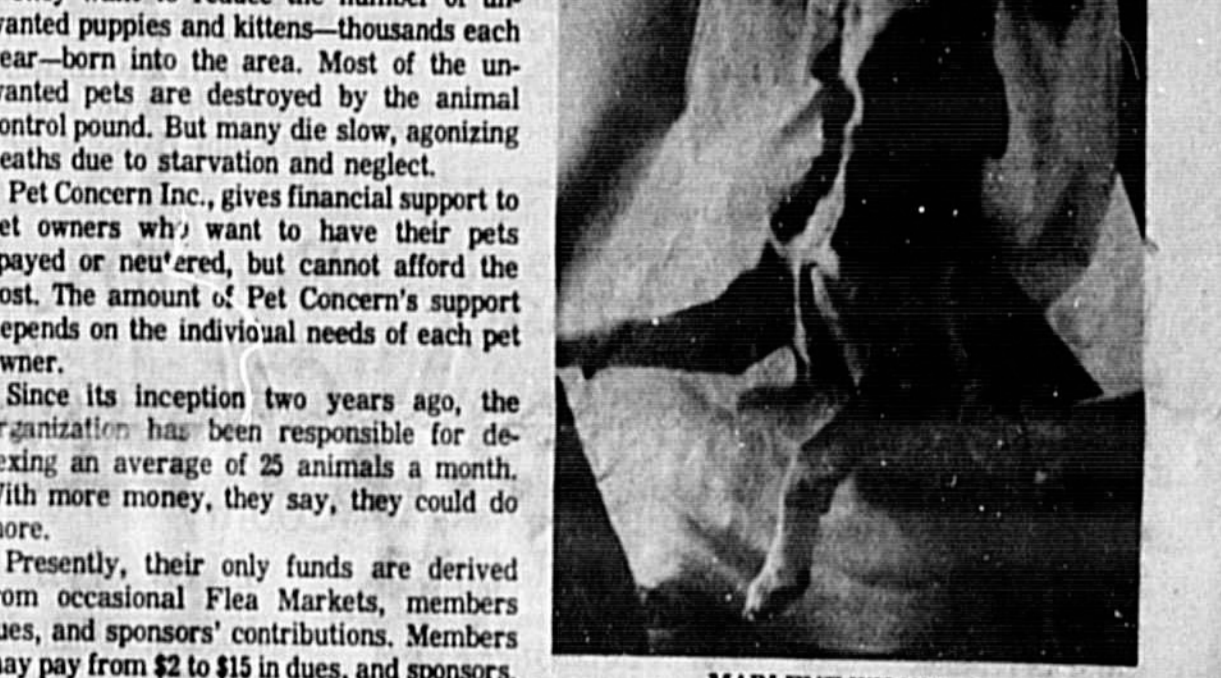 wanted puppies and kittens—thousands each
ear—born into the area. Most of the un-
anted pets are destroyed by the animal
ontrol pound. But many die slow, agonizing
eaths due to starvation and neglect.
Pet Concern Inc., gives financial support to
et owners who want to have their pets
payed or neutered, but cannot afford the
ost. The amount of Pet Concern's support
epends on the individual needs of each pet
wner.
Since its inception two years ago, the
rganization has been responsible for de-
exing an average of 25 animals a month.
With more money, they say, they could do
ore.
Presently, their only funds are derived
rom occasional Flea Markets, members
ues, and sponsors' contributions. Members
may pay from $2 to $15 in dues, and sponsors,